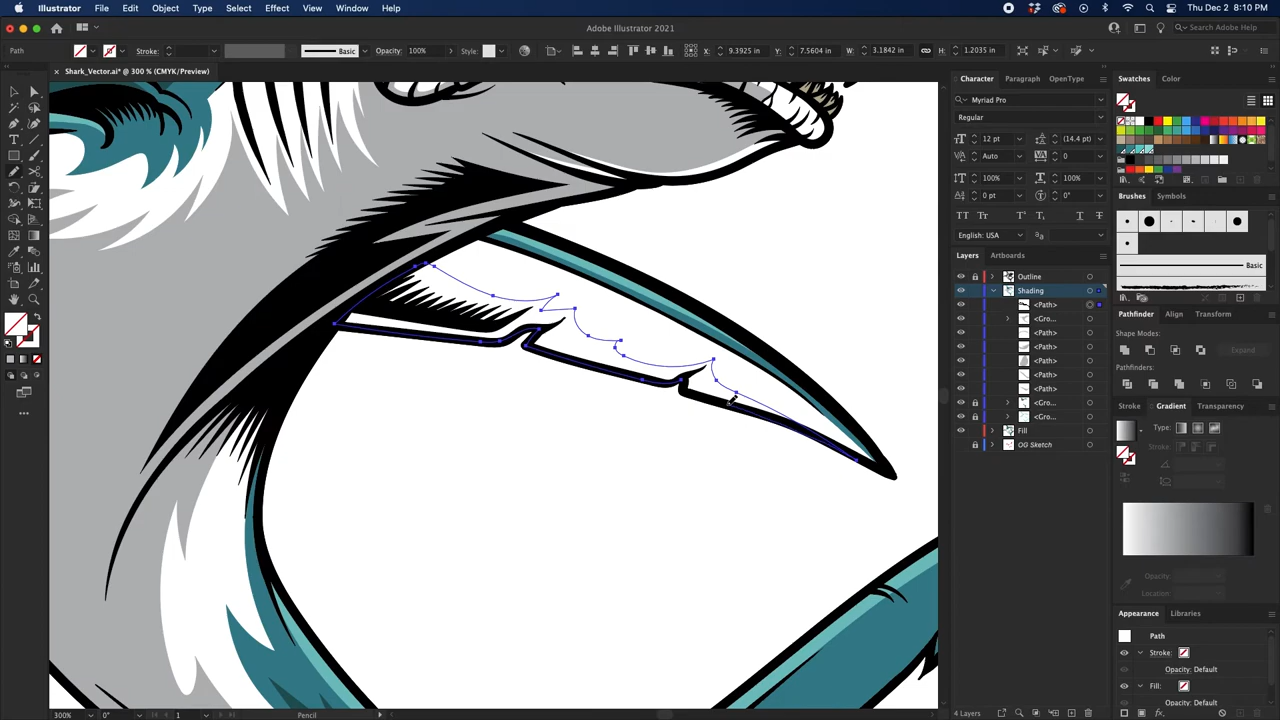 Illustrator File Edit Object Type Select Effect View Window Help
Thu Dec 2 8:10 PM
Adobe Illustrator 2021
Search Adobe Help
Path Stroke: Basic Opacity: 100% Style: X: 9.3925 in Y: 7.5604 in W: 3.1842 in H: 1.2035 in
Shark_Vector.ai* @ 300 % (CMYK/Preview)
Character Paragraph OpenType
Myriad Pro
Regular
12 pt (14.4 pt)
Auto 0
100% 100%
0 pt 0°
English: USA
Layers Artboards
Outline
Shading
<Path>
<Gro...
<Path>
<Path>
<Path>
<Path>
<Path>
<Gro...
<Gro...
Fill
OG Sketch
4 Layers
Swatches Color
Brushes Symbols
Basic
Pathfinder Align Transform
Shape Modes:
Expand
Pathfinders:
Stroke Gradient Transparency
Type:
Stroke:
Opacity:
Location:
Appearance Libraries
Path
Stroke:
Opacity: Default
Fill:
Opacity: Default
300% 0° 1 Pencil